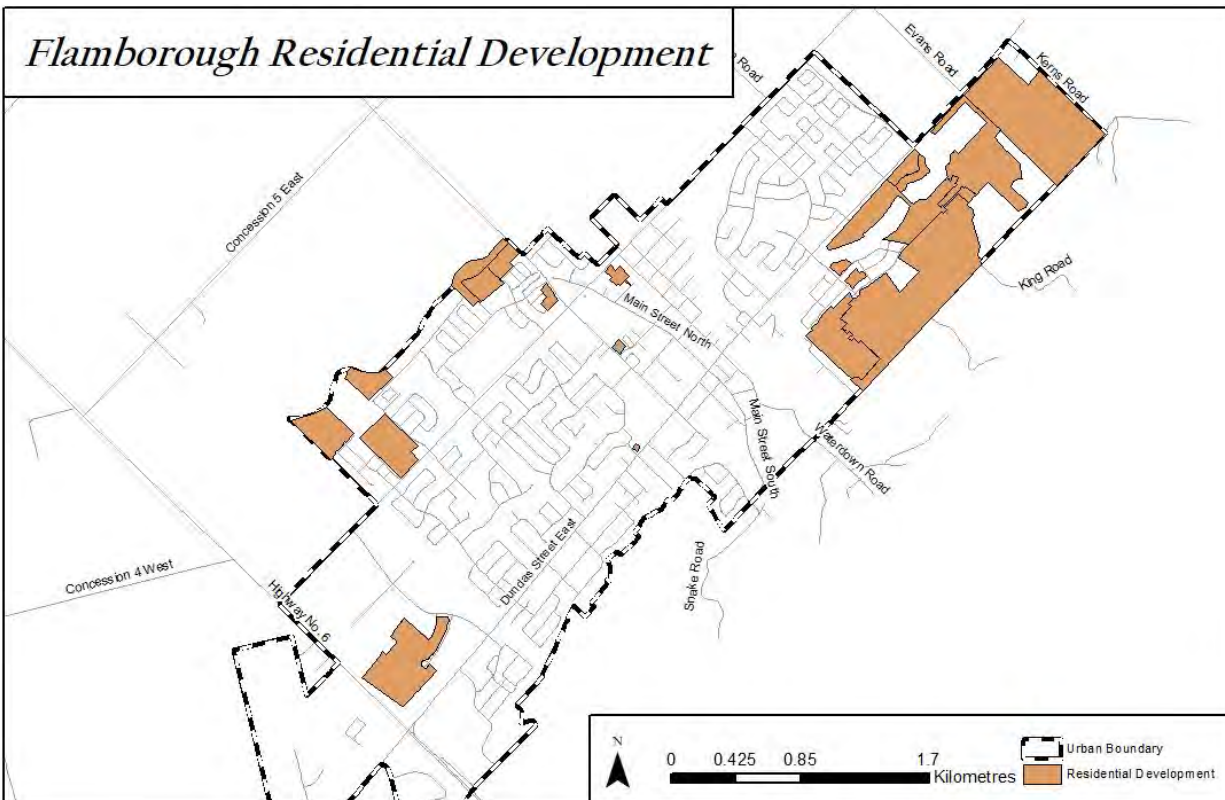 Flamborough Residential Development
Road
Evans Road
Kerns Road
Concession 5 East
King Road
Main Street North
Main Street South
Waterdown Road
Dundas Street East
Snake Road
Concession 4 West
Highway No. 6
N
0 0.425 0.85 1.7
Kilometres
Urban Boundary
Residential Development